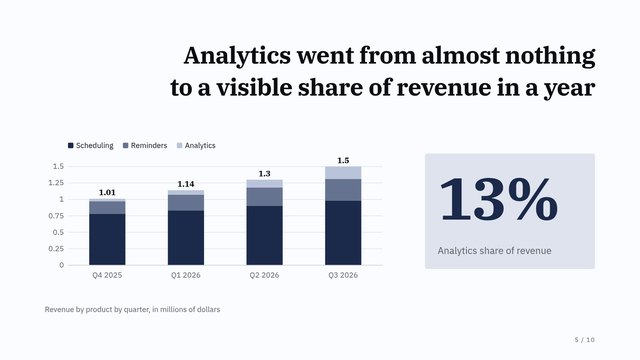 Analytics went from almost nothing
to a visible share of revenue in a year
Scheduling Reminders Analytics
1.5
1.25
1
0.75
0.5
0.25
0
1.01
1.14
1.3
1.5
Q4 2025 Q1 2026 Q2 2026 Q3 2026
13%
Analytics share of revenue
Revenue by product by quarter, in millions of dollars
5 / 10